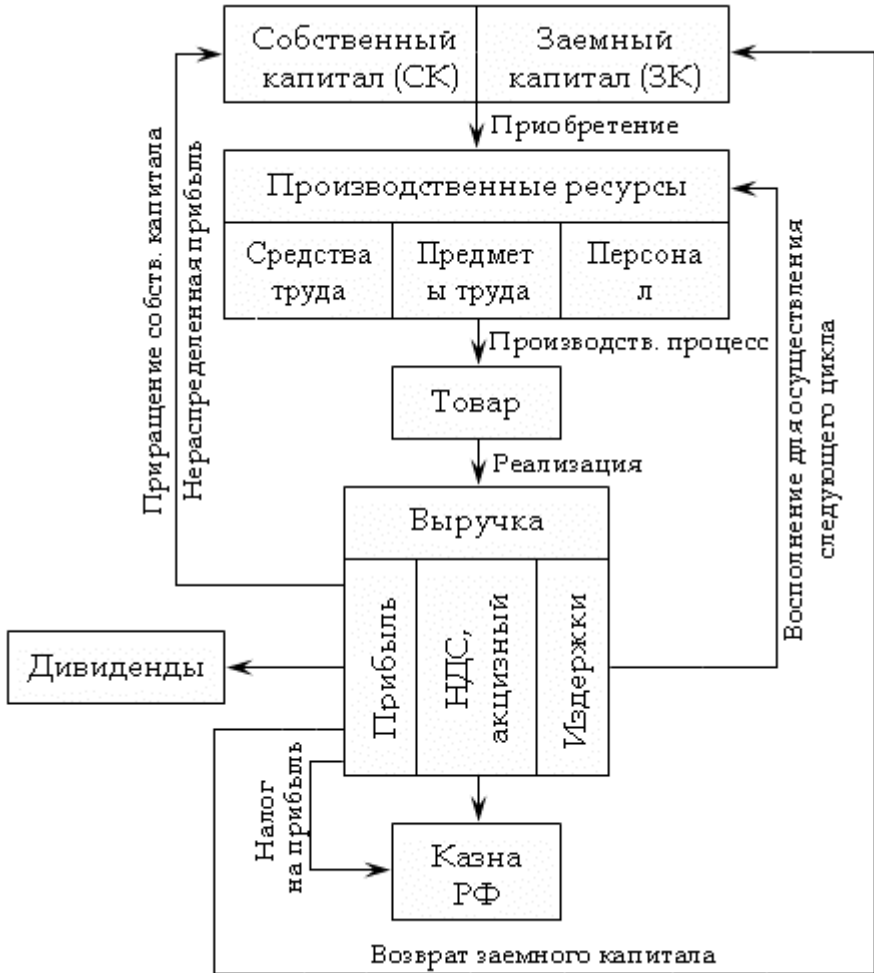 Собственный
капитал (СК)
Заемный
капитал (ЗК)
Приобретение
Производственные ресурсы
Средства
труда
Предмет
ы труда
Персона
л
Производств. процесс
Товар
Реализация
Выручка
Прибыль
НДС,
акцизный
Издержки
Приращение собств. капитала
Нераспределенная прибыль
Восполнение для осуществления
следующего цикла
Дивиденды
Налог
на прибыль
Казна
РФ
Возврат заемного капитала